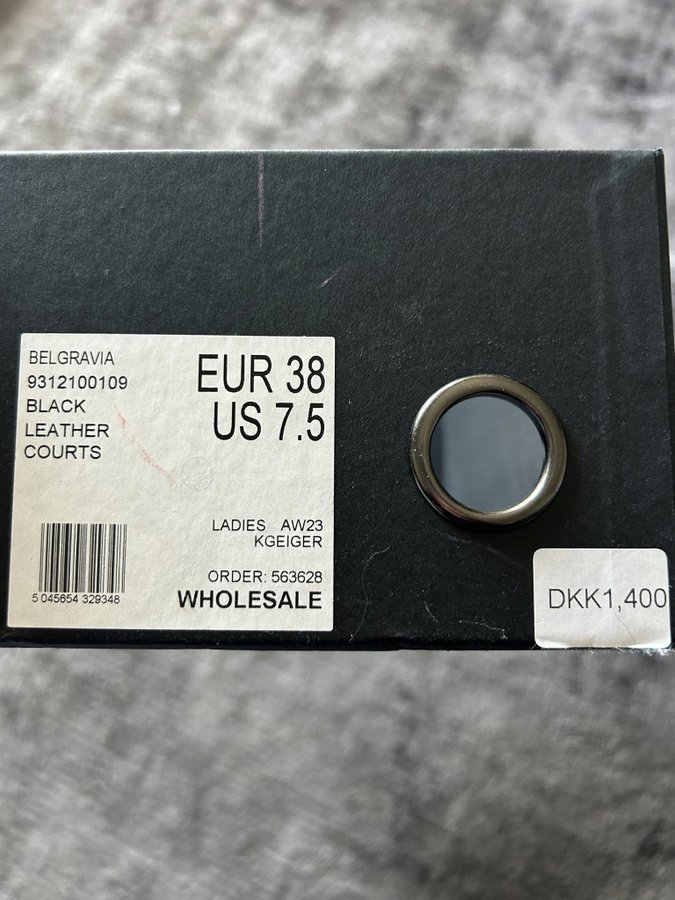 BELGRAVIA
9312100109
BLACK
LEATHER
COURTS
EUR 38
US 7.5
LADIES AW23
KGEIGER
ORDER: 563628
WHOLESALE
5 045654 329348
DKK1,400